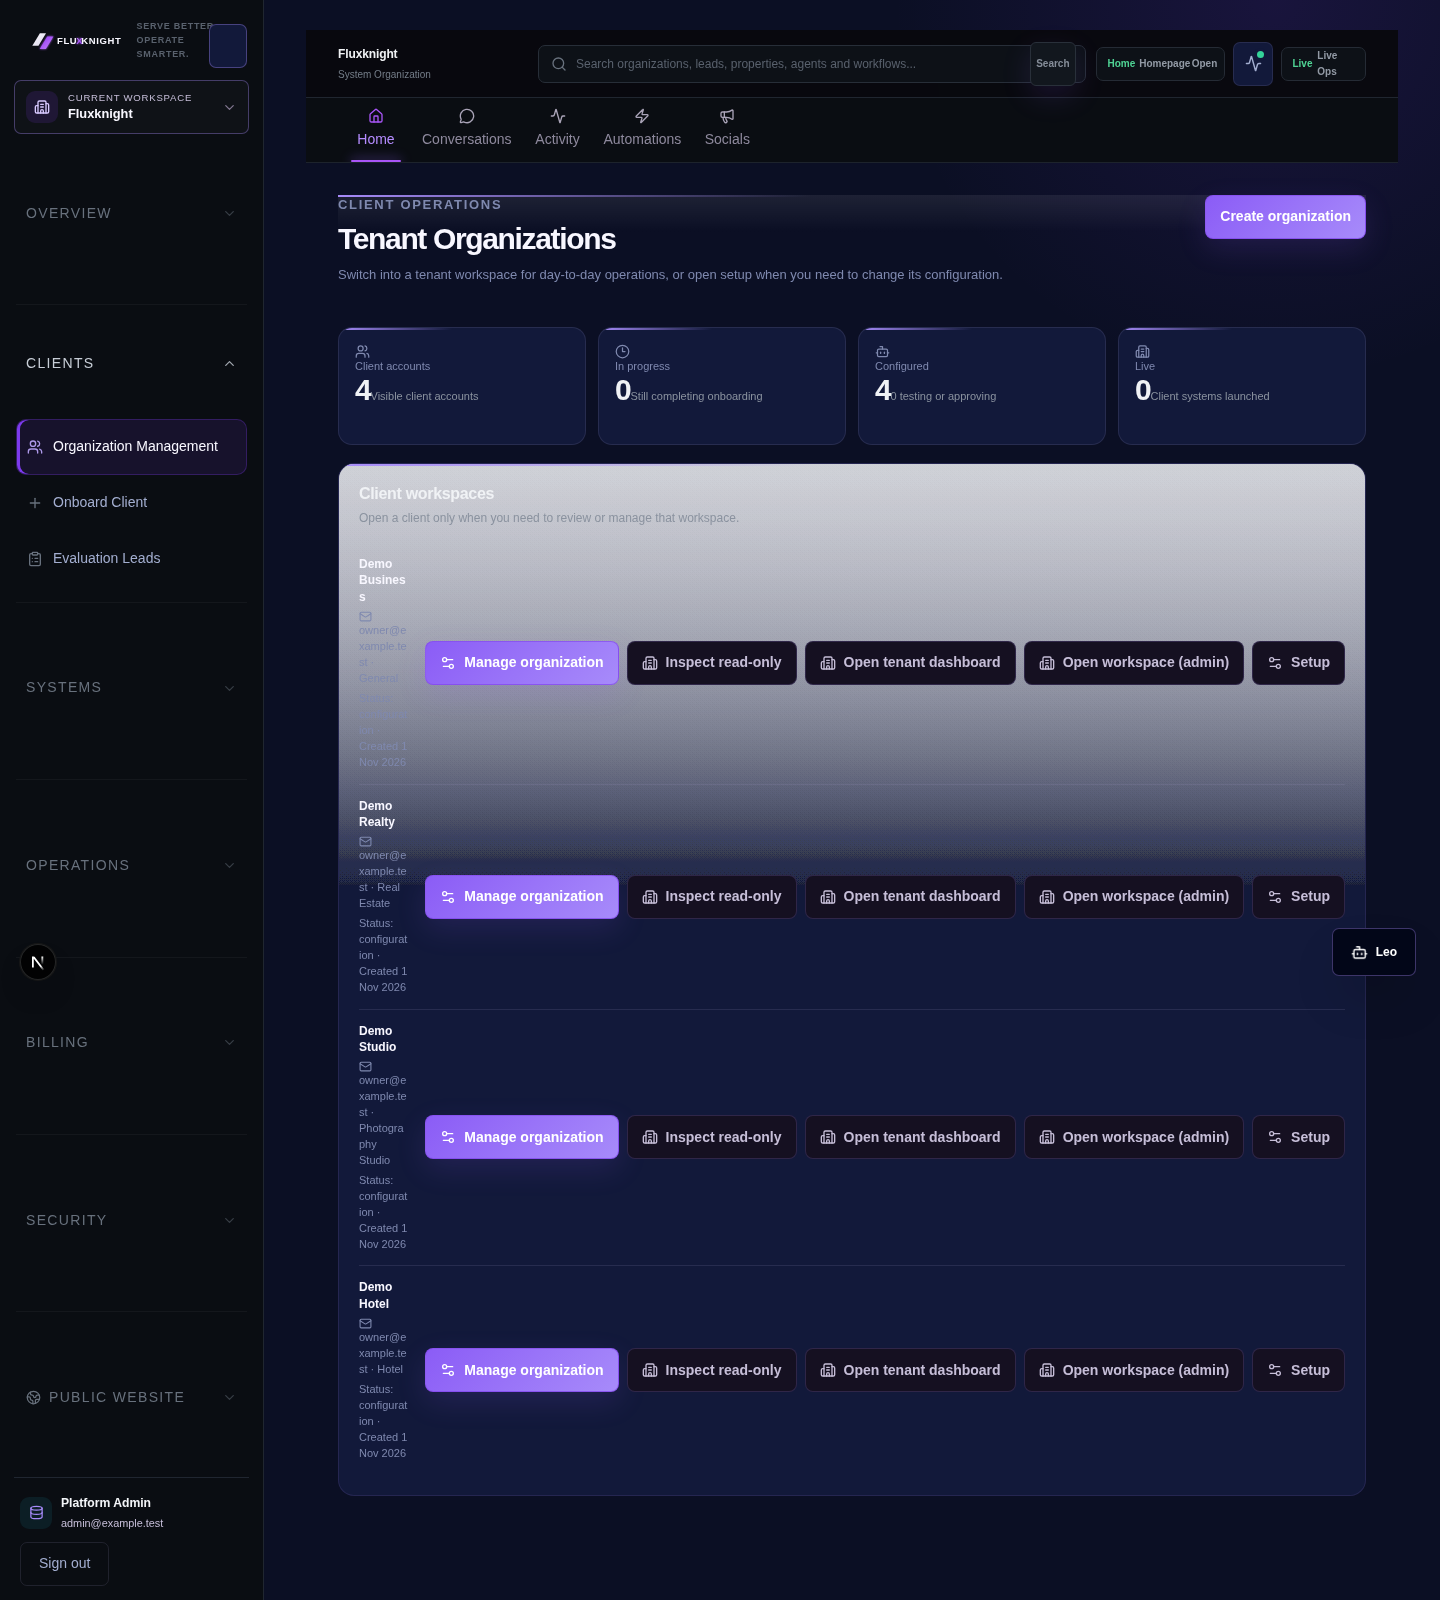 FLUXKNIGHT
SERVE BETTER
OPERATE
SMARTER.
CURRENT WORKSPACE
Fluxknight
OVERVIEW
CLIENTS
Organization Management
Onboard Client
Evaluation Leads
SYSTEMS
OPERATIONS
BILLING
SECURITY
PUBLIC WEBSITE
Platform Admin
admin@example.test
Sign out
Fluxknight
System Organization
Search organizations, leads, properties, agents and workflows...
Search
Home Homepage Open
Live
Live
Ops
Home
Conversations
Activity
Automations
Socials
CLIENT OPERATIONS
Tenant Organizations
Switch into a tenant workspace for day-to-day operations, or open setup when you need to change its configuration.
Create organization
Client accounts
4 Visible client accounts
In progress
0 Still completing onboarding
Configured
4 0 testing or approving
Live
0 Client systems launched
Client workspaces
Open a client only when you need to review or manage that workspace.
Demo
Busines
s
owner@e
xample.te
st ·
General
Status:
ion ·
Created 1
Nov 2026
Manage organization
Inspect read-only
Open tenant dashboard
Open workspace (admin)
Setup
Demo
Realty
owner@e
xample.te
st · Real
Estate
Status:
configurat
ion ·
Created 1
Nov 2026
Manage organization
Inspect read-only
Open tenant dashboard
Open workspace (admin)
Setup
Demo
Studio
owner@e
xample.te
st ·
Photogra
phy
Studio
Status:
configurat
ion ·
Created 1
Nov 2026
Manage organization
Inspect read-only
Open tenant dashboard
Open workspace (admin)
Setup
Demo
Hotel
owner@e
xample.te
st · Hotel
Status:
configurat
ion ·
Created 1
Nov 2026
Manage organization
Inspect read-only
Open tenant dashboard
Open workspace (admin)
Setup
Leo